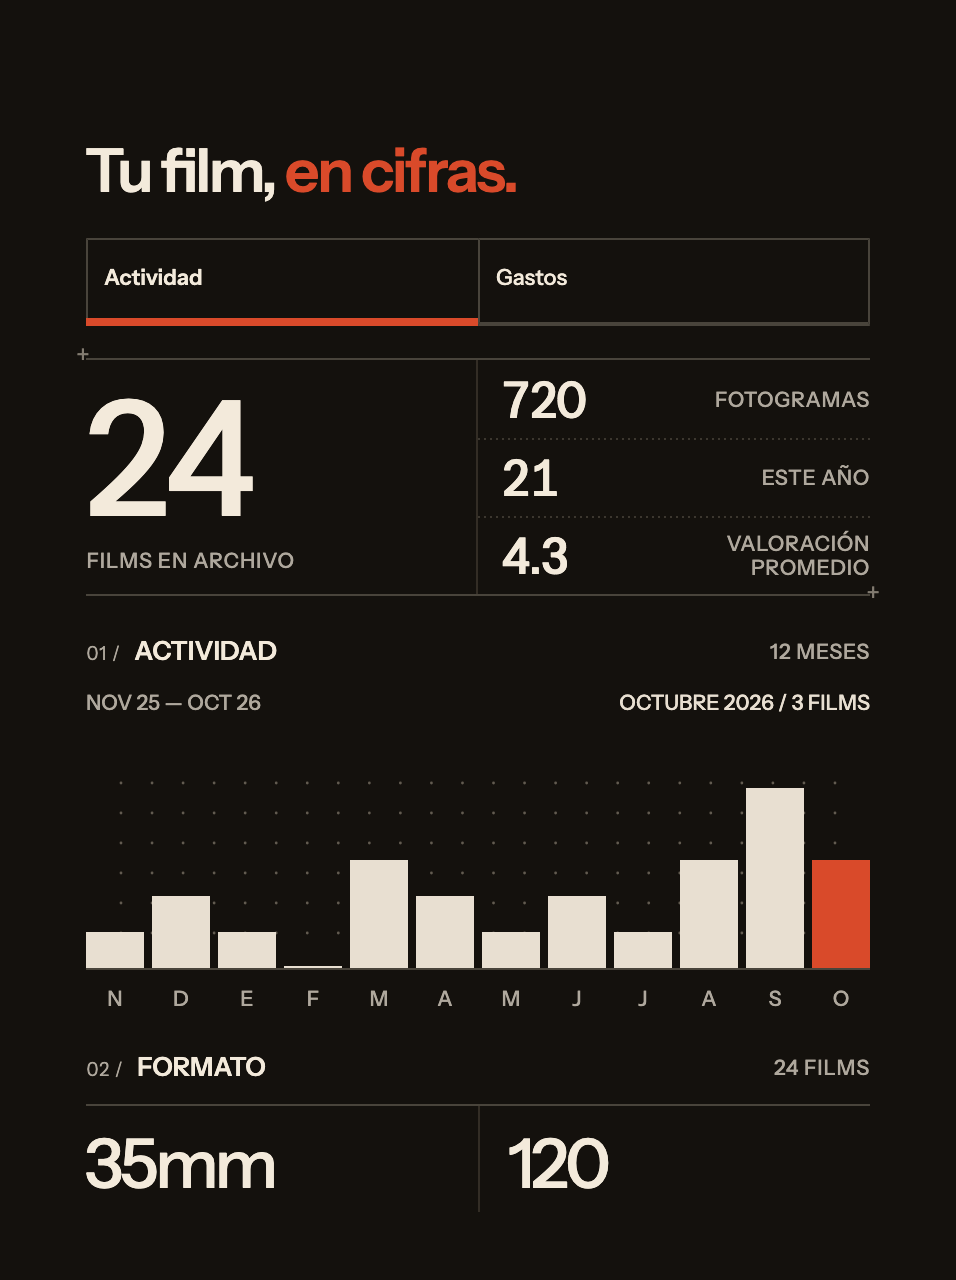 Tu film, en cifras.
Actividad
Gastos
24
FILMS EN ARCHIVO
720
FOTOGRAMAS
21
ESTE AÑO
4.3
VALORACIÓN
PROMEDIO
01 / ACTIVIDAD
12 MESES
NOV 25 — OCT 26
OCTUBRE 2026 / 3 FILMS
N D E F M A M J J A S O
02 / FORMATO
24 FILMS
35mm
120